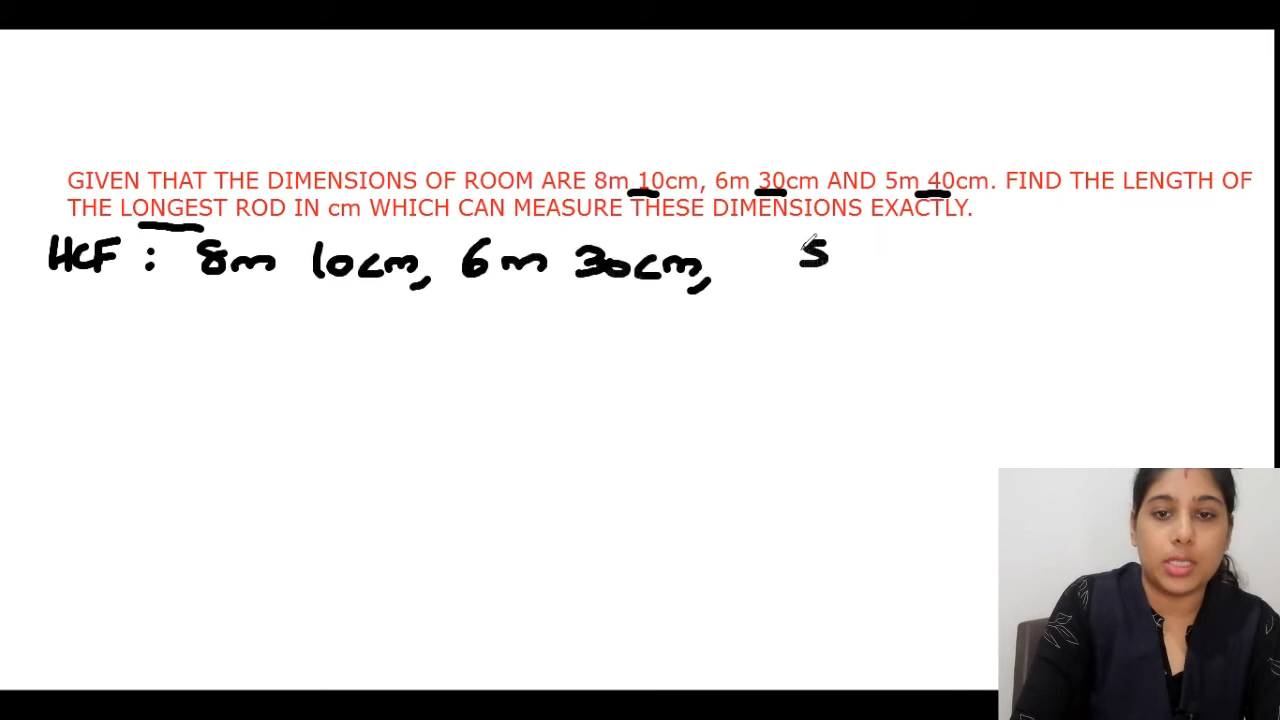 GIVEN THAT THE DIMENSIONS OF ROOM ARE 8m 10cm, 6m 30cm AND 5m 40cm. FIND THE LENGTH OF
THE LONGEST ROD IN cm WHICH CAN MEASURE THESE DIMENSIONS EXACTLY.
HCF : 8m 10cm, 6m 30cm, 5